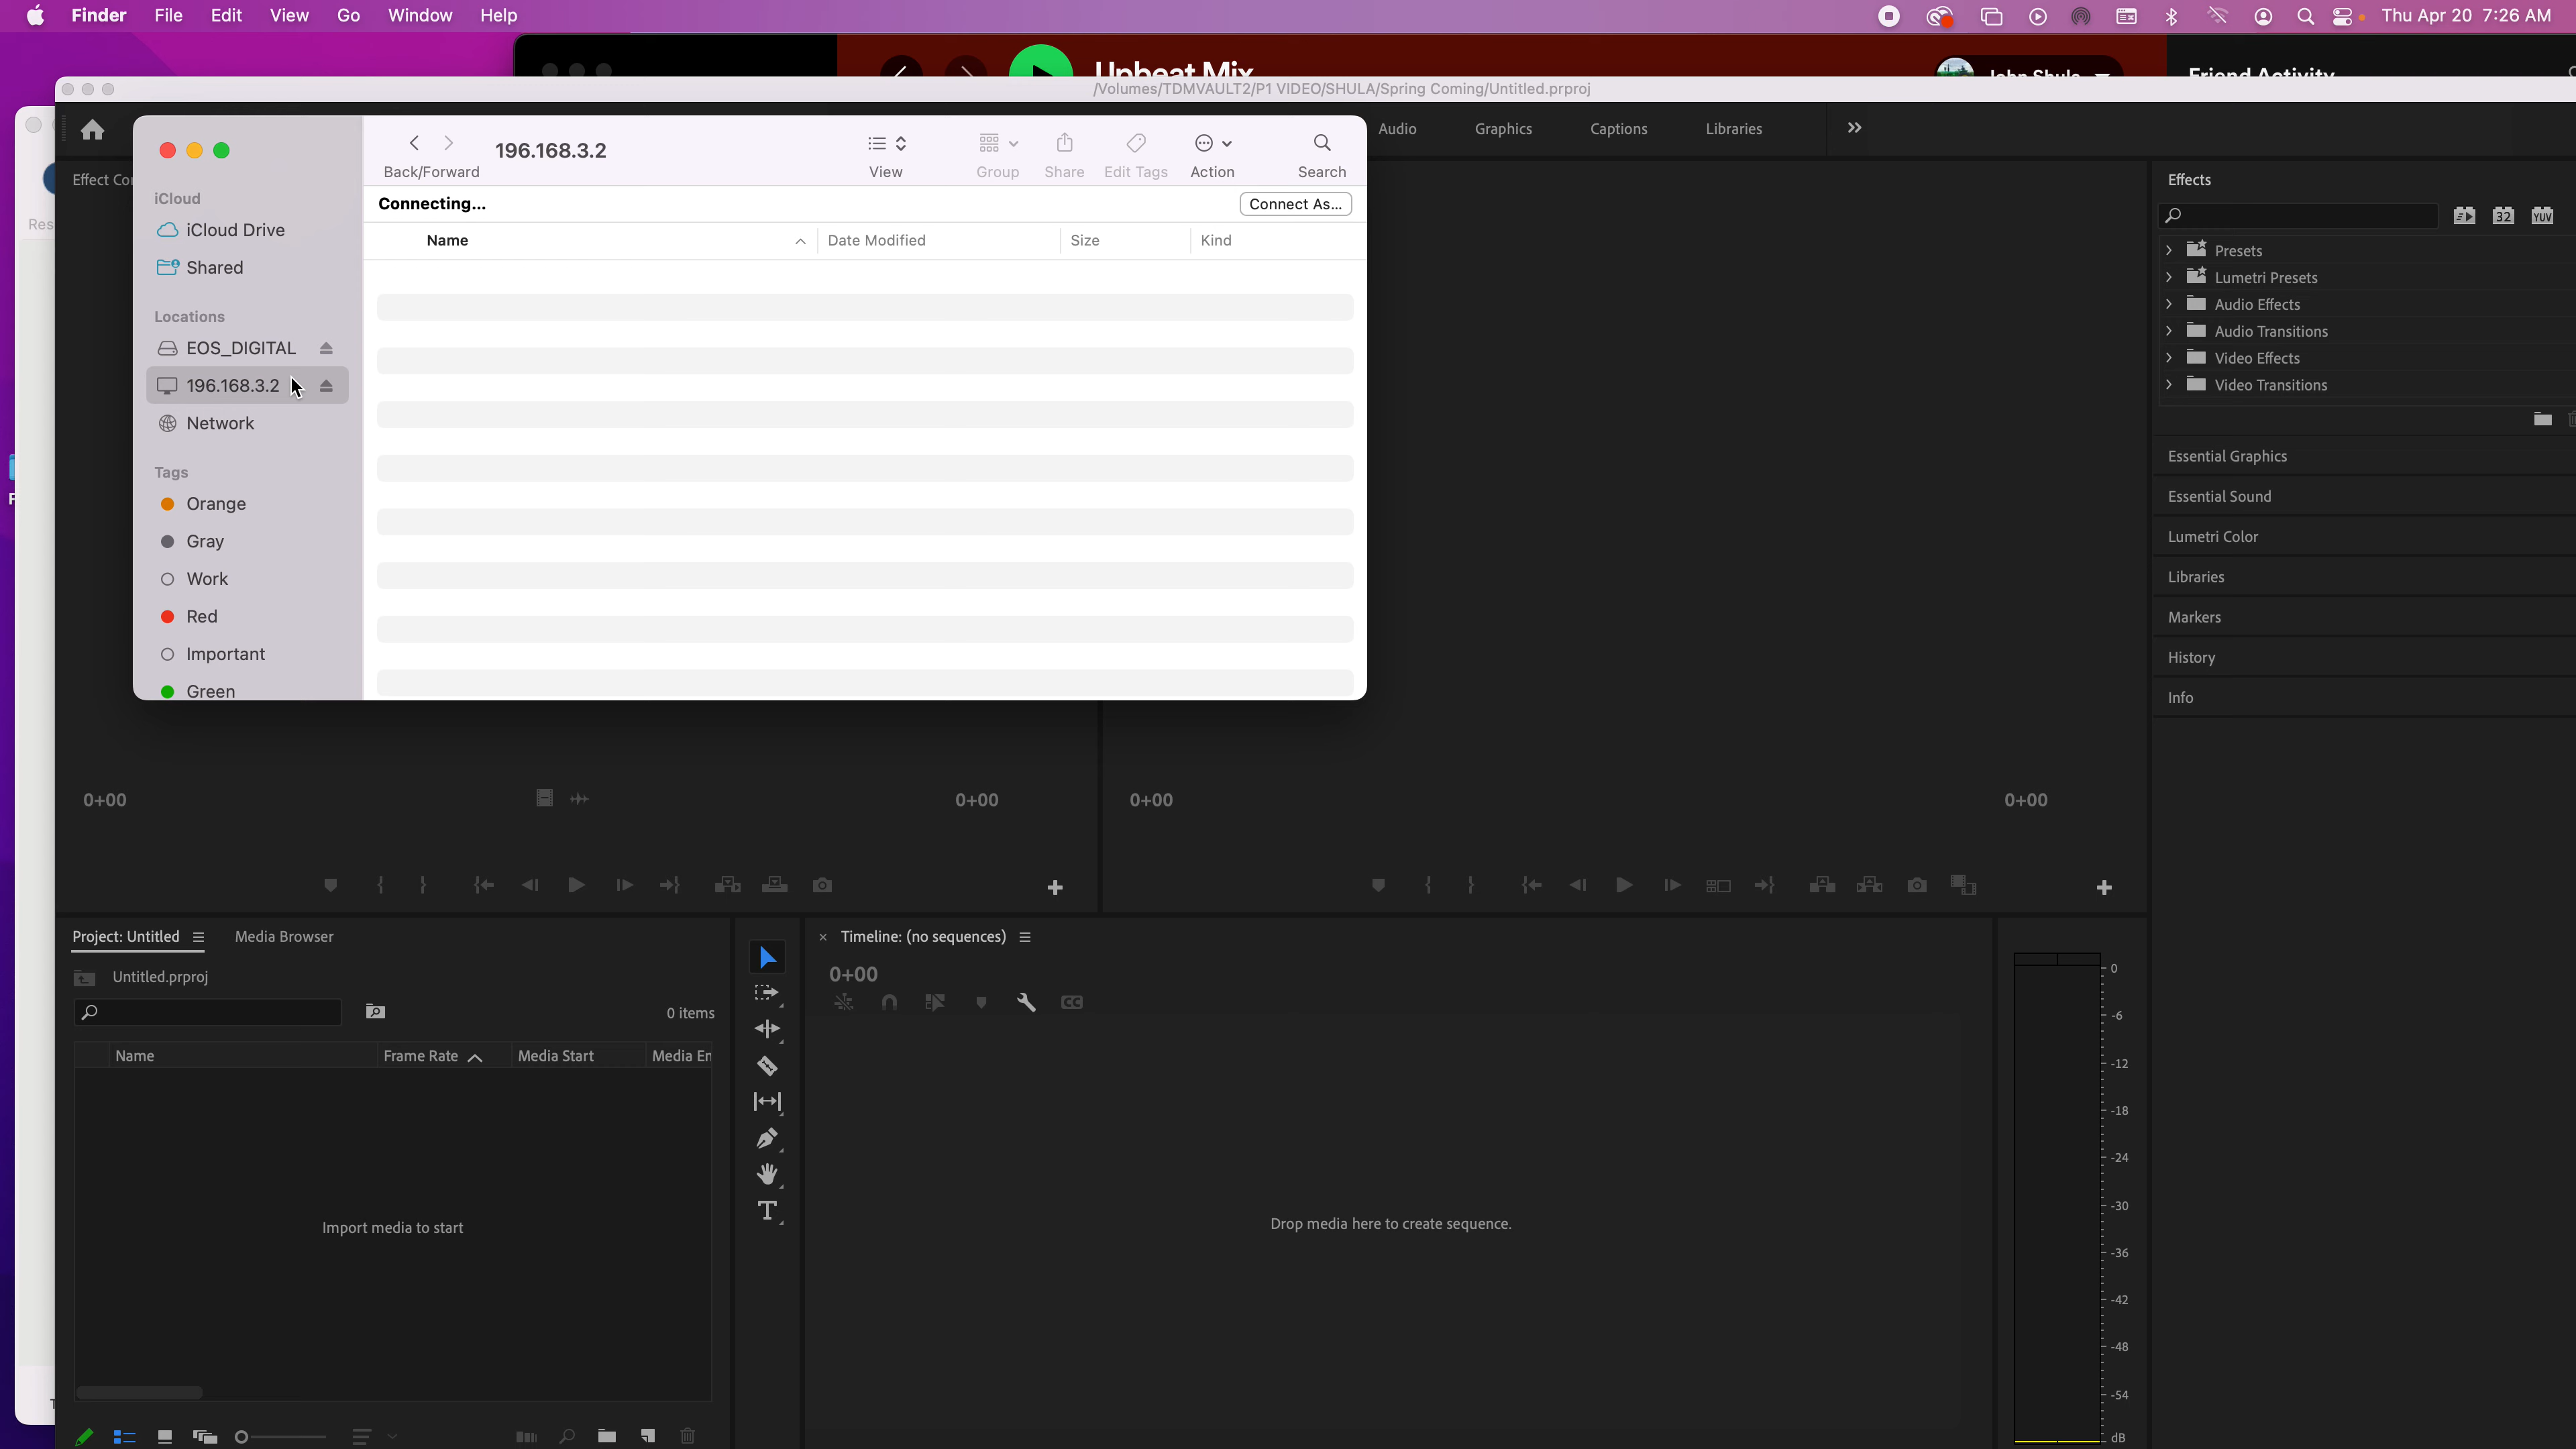 Finder File Edit View Go Window Help
Thu Apr 20 7:26 AM
Upbeat Mix
John Shula
Friend Activity
/Volumes/TDMVAULT2/P1 VIDEO/SHULA/Spring Coming/Untitled.prproj
Audio Graphics Captions Libraries
196.168.3.2
Back/Forward View Group Share Edit Tags Action Search
Connecting...
Connect As...
Name Date Modified Size Kind
iCloud
iCloud Drive
Shared
Locations
EOS_DIGITAL
196.168.3.2
Network
Tags
Orange
Gray
Work
Red
Important
Green
Effect Con
Res
Effects
32 YUV
Presets
Lumetri Presets
Audio Effects
Audio Transitions
Video Effects
Video Transitions
Essential Graphics
Essential Sound
Lumetri Color
Libraries
Markers
History
Info
0+00 0+00 0+00 0+00
Project: Untitled Media Browser
Untitled.prproj
0 items
Name Frame Rate Media Start Media En
Import media to start
Timeline: (no sequences)
0+00
CC
Drop media here to create sequence.
0
-6
-12
-18
-24
-30
-36
-42
-48
-54
dB